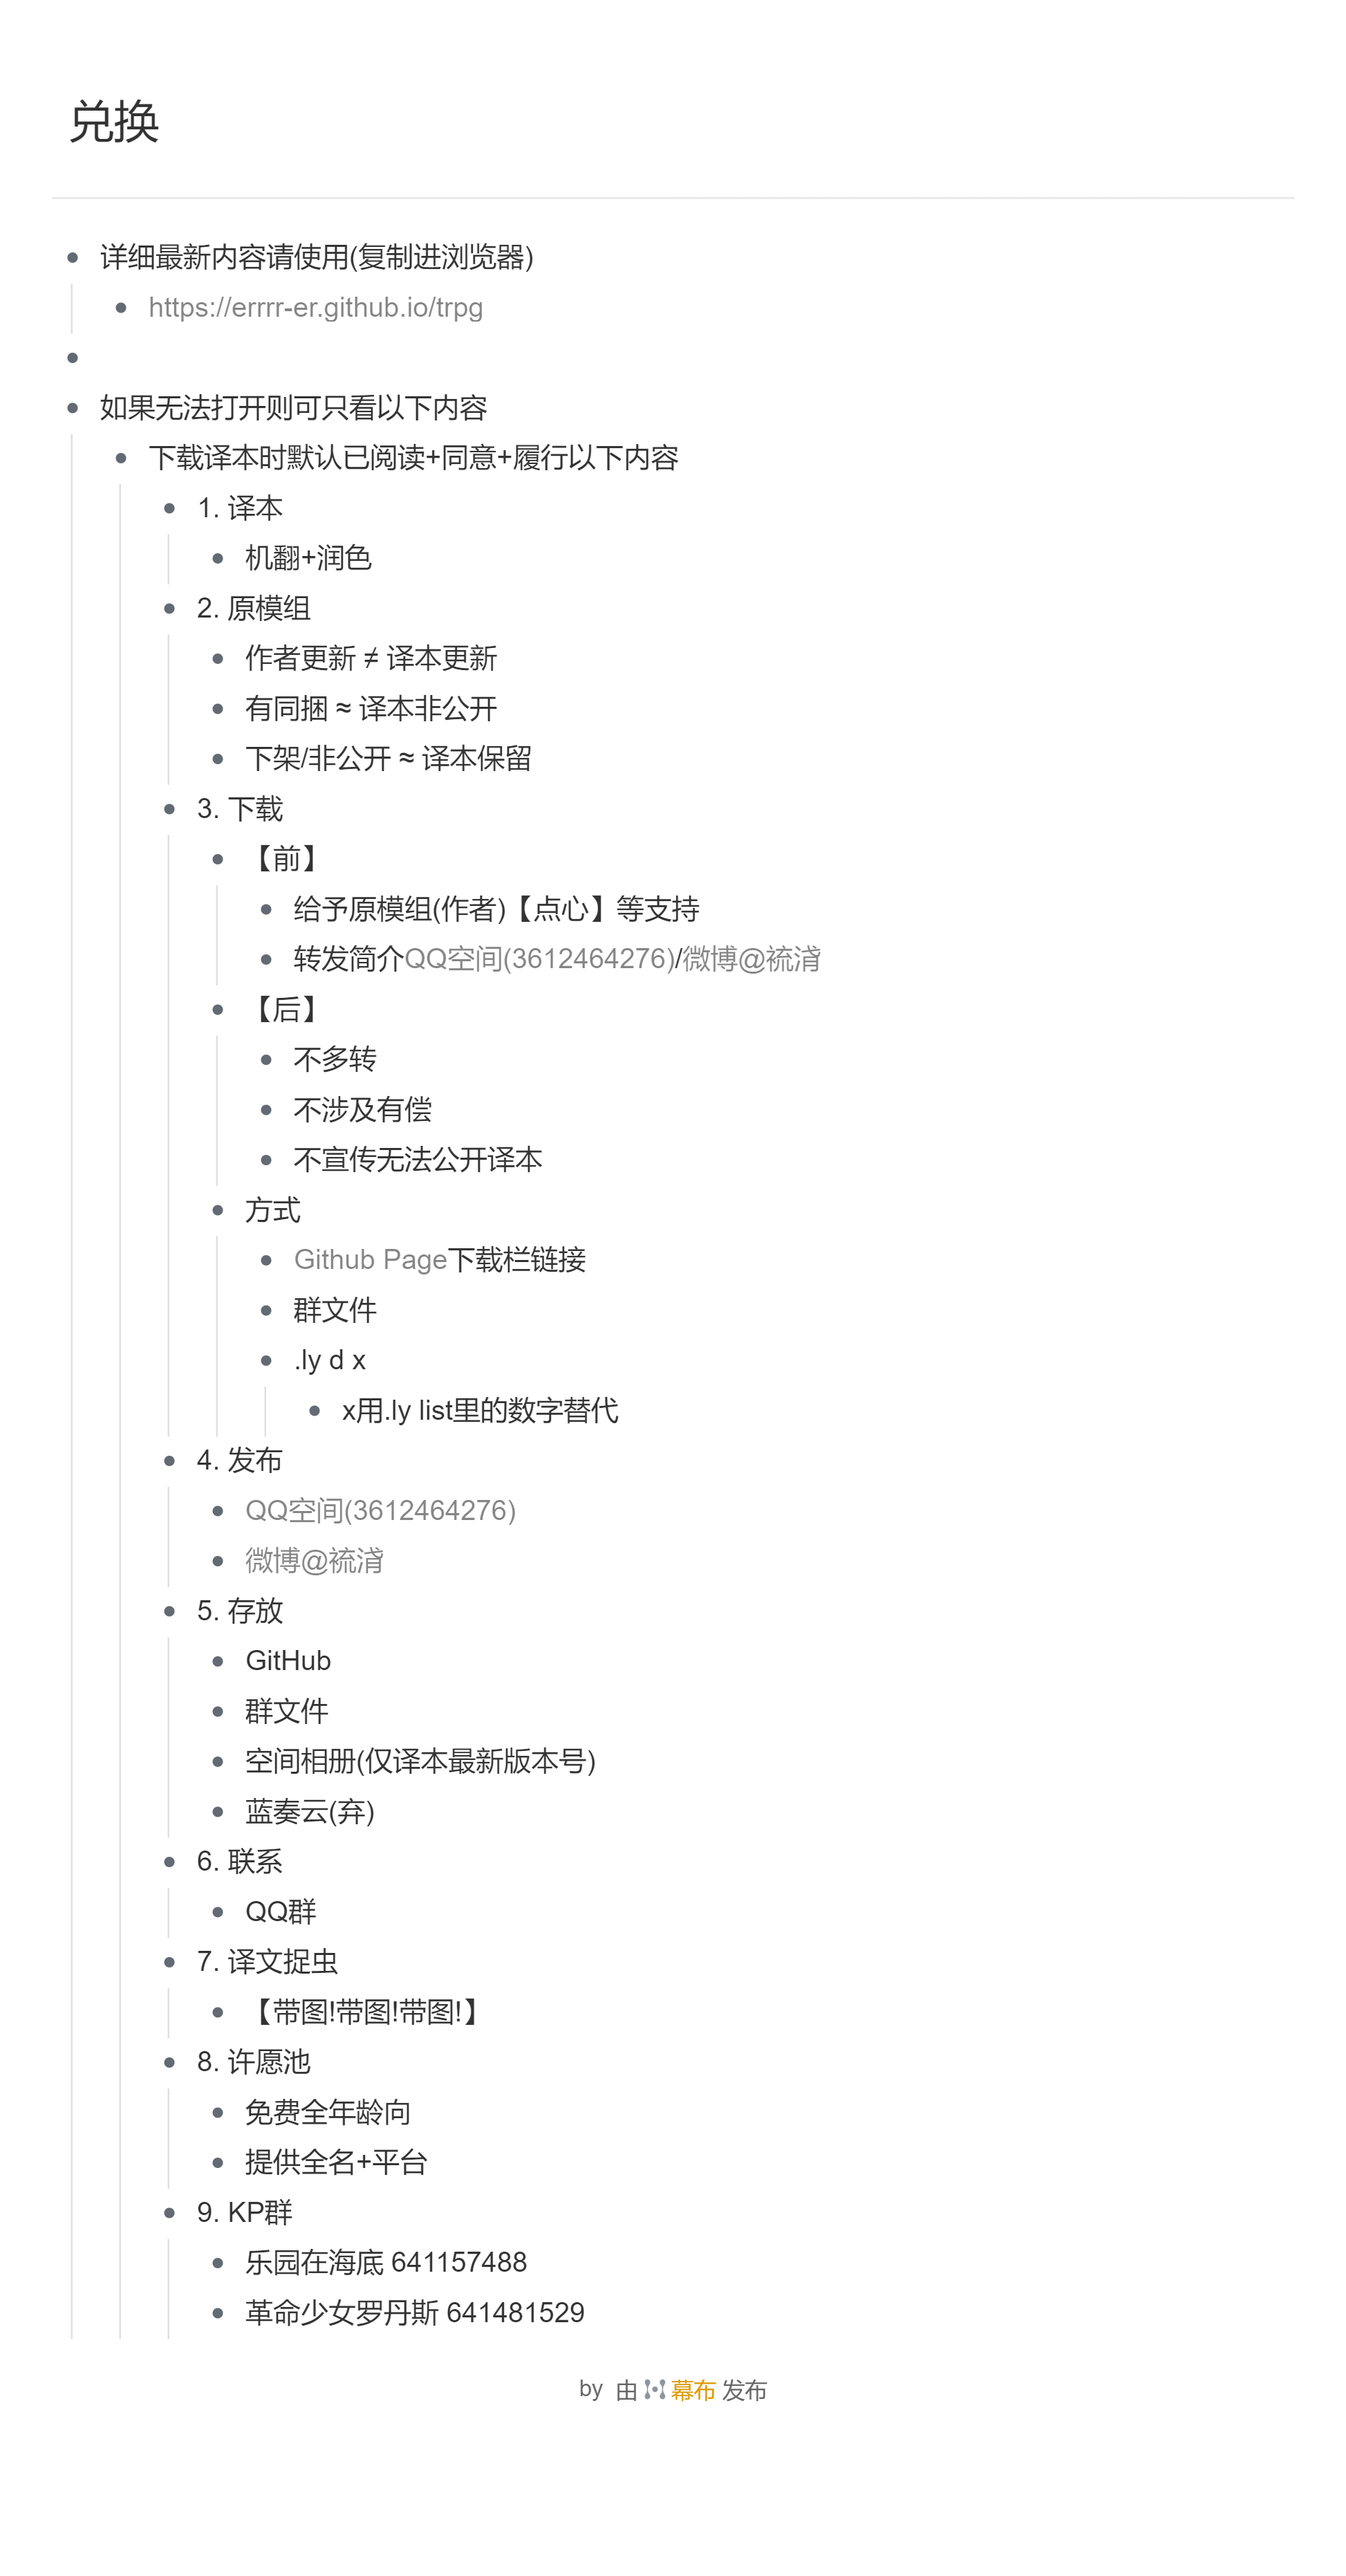 兑换
详细最新内容请使用(复制进浏览器)
https://errrr-er.github.io/trpg
如果无法打开则可只看以下内容
下载译本时默认已阅读+同意+履行以下内容
1. 译本
机翻+润色
2. 原模组
作者更新 ≠ 译本更新
有同捆 ≈ 译本非公开
下架/非公开 ≈ 译本保留
3. 下载
【前】
给予原模组(作者)【点心】等支持
转发简介QQ空间(3612464276)/微博@裗渻
【后】
不多转
不涉及有偿
不宣传无法公开译本
方式
Github Page下载栏链接
群文件
.ly d x
x用.ly list里的数字替代
4. 发布
QQ空间(3612464276)
微博@裗渻
5. 存放
GitHub
群文件
空间相册(仅译本最新版本号)
蓝奏云(弃)
6. 联系
QQ群
7. 译文捉虫
【带图!带图!带图!】
8. 许愿池
免费全年龄向
提供全名+平台
9. KP群
乐园在海底 641157488
革命少女罗丹斯 641481529
by 由 幕布 发布